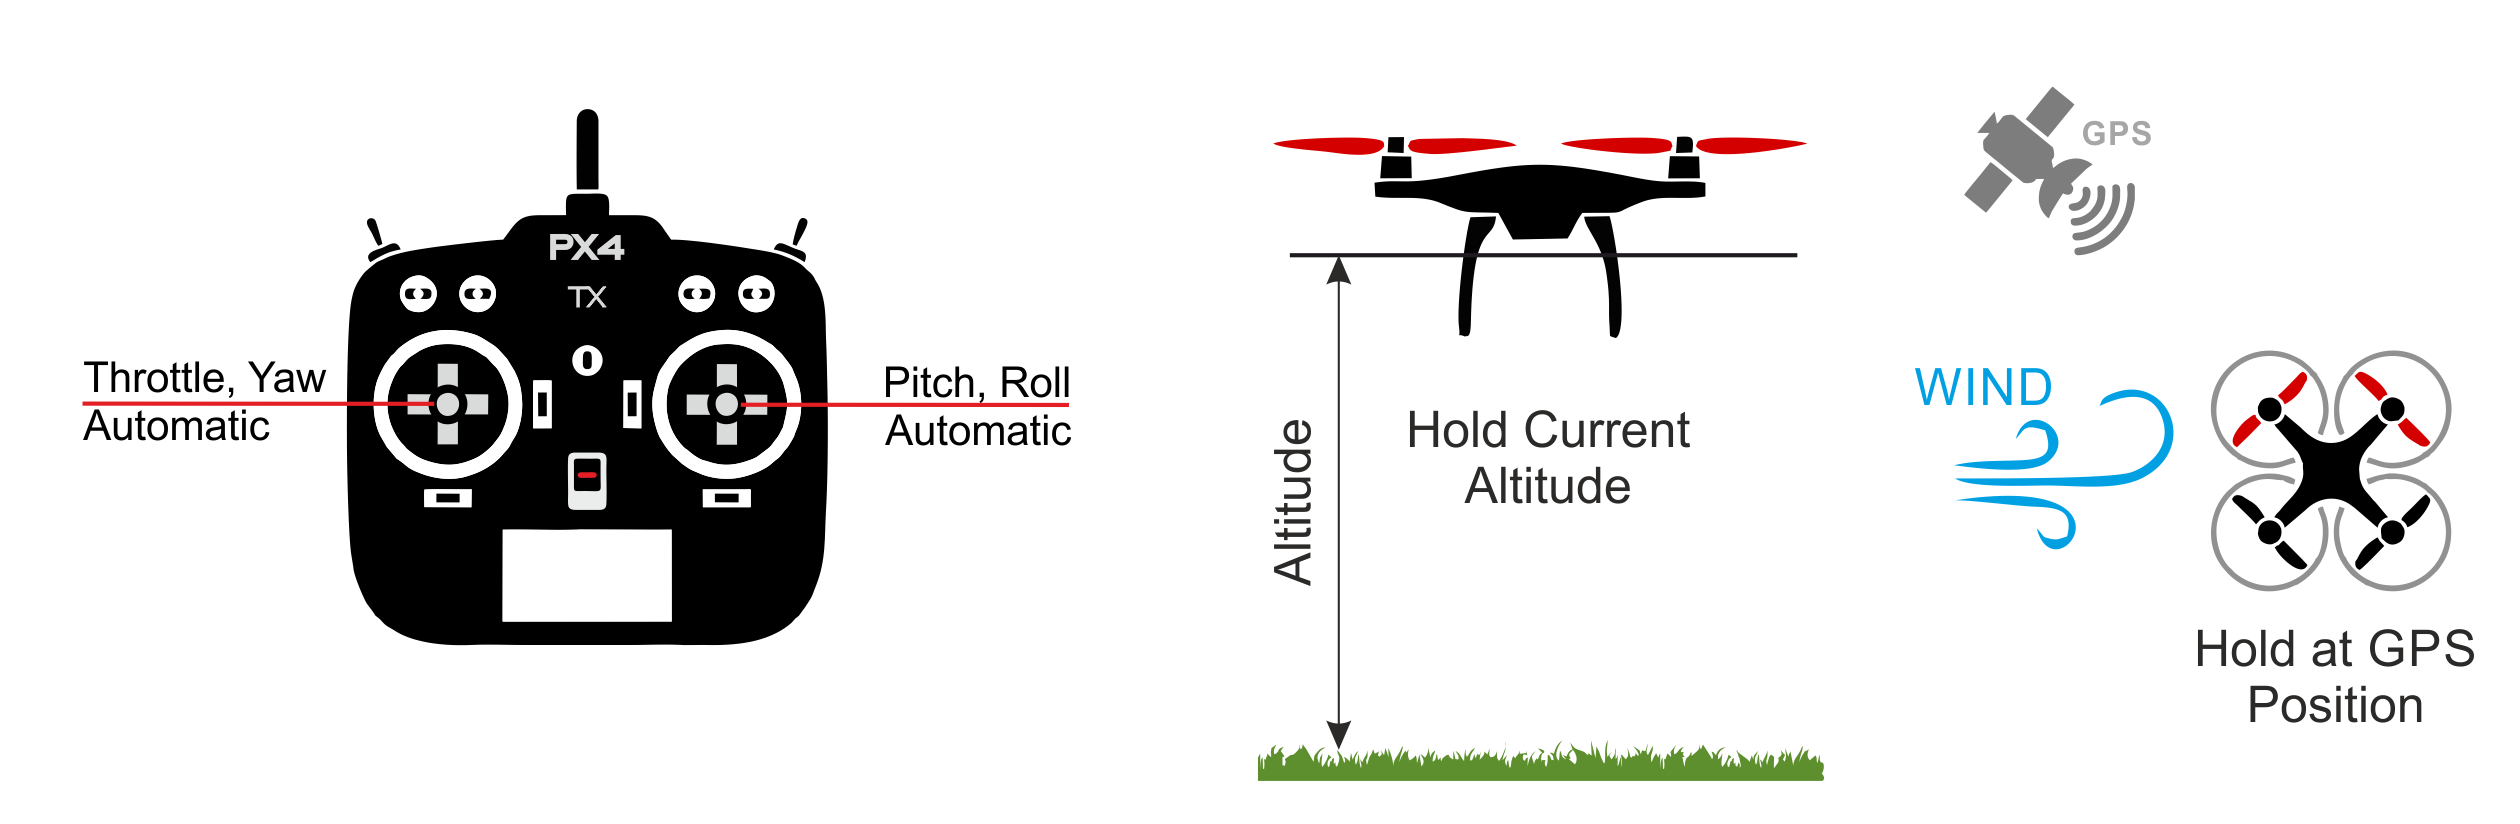 PX4
TX
Throttle, Yaw
Automatic
Pitch, Roll
Automatic
Altitude
Hold Current
Altitude
GPS
WIND
Hold at GPS
Position